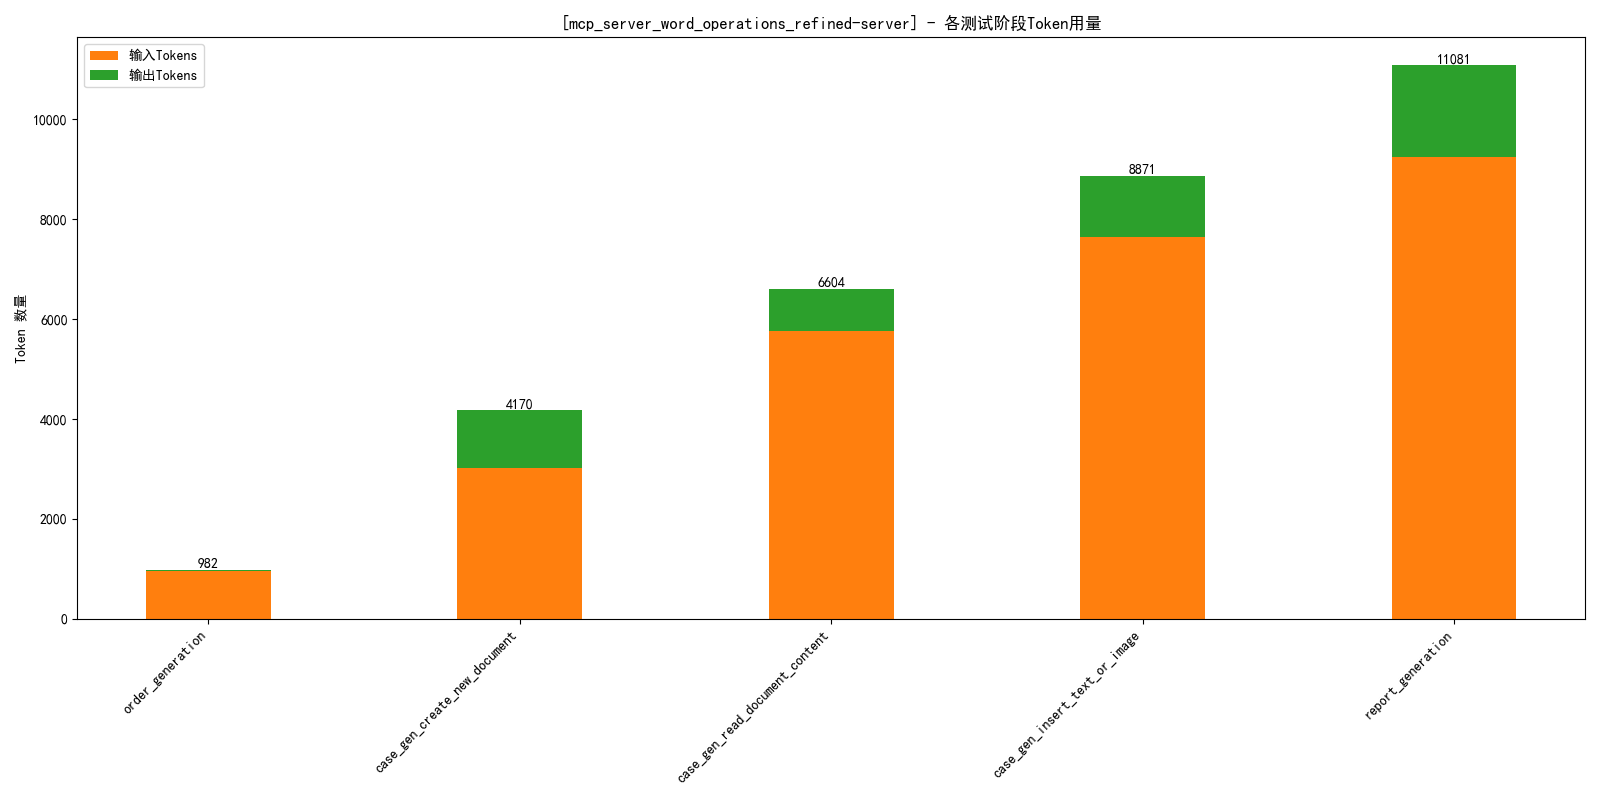 [mcp_server_word_operations_refined-server] - 各测试阶段Token用量
输入Tokens
输出Tokens
Token 数量
10000
8000
6000
4000
2000
0
982
4170
6604
8871
11081
order_generation
case_gen_create_new_document
case_gen_read_document_content
case_gen_insert_text_or_image
report_generation